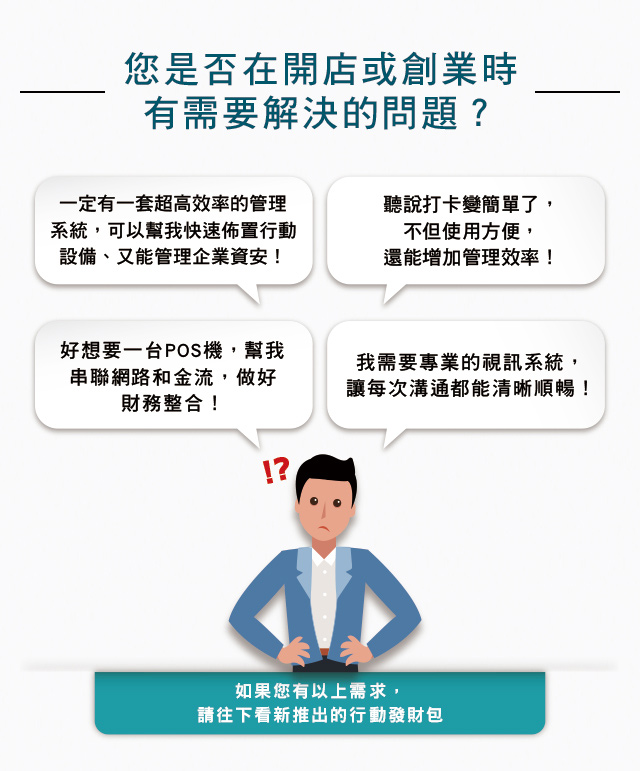 您是否在開店或創業時
有需要解決的問題？
一定有一套超高效率的管理
系統，可以幫我快速佈置行動
設備、又能管理企業資安！
聽說打卡變簡單了，
不但使用方便，
還能增加管理效率！
好想要一台POS機，幫我
串聯網路和金流，做好
財務整合！
我需要專業的視訊系統，
讓每次溝通都能清晰順暢！
!?
如果您有以上需求，
請往下看新推出的行動發財包